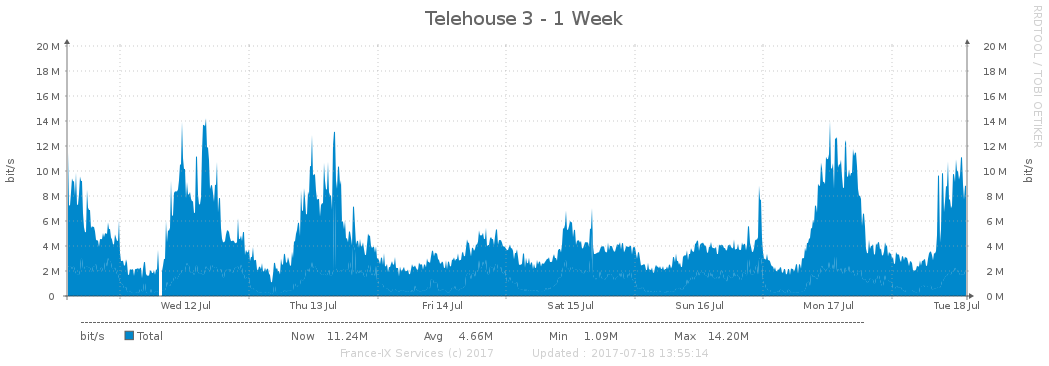 Telehouse 3 - 1 Week
RRDTOOL / TOBI OETIKER
bit/s
bit/s
20 M 20 M
18 M 18 M
16 M 16 M
14 M 14 M
12 M 12 M
10 M 10 M
8 M 8 M
6 M 6 M
4 M 4 M
2 M 2 M
0 0 M
Wed 12 Jul Thu 13 Jul Fri 14 Jul Sat 15 Jul Sun 16 Jul Mon 17 Jul Tue 18 Jul
bit/s Total Now 11.24M Avg 4.66M Min 1.09M Max 14.20M
France-IX Services (c) 2017 Updated : 2017-07-18 13:55:14